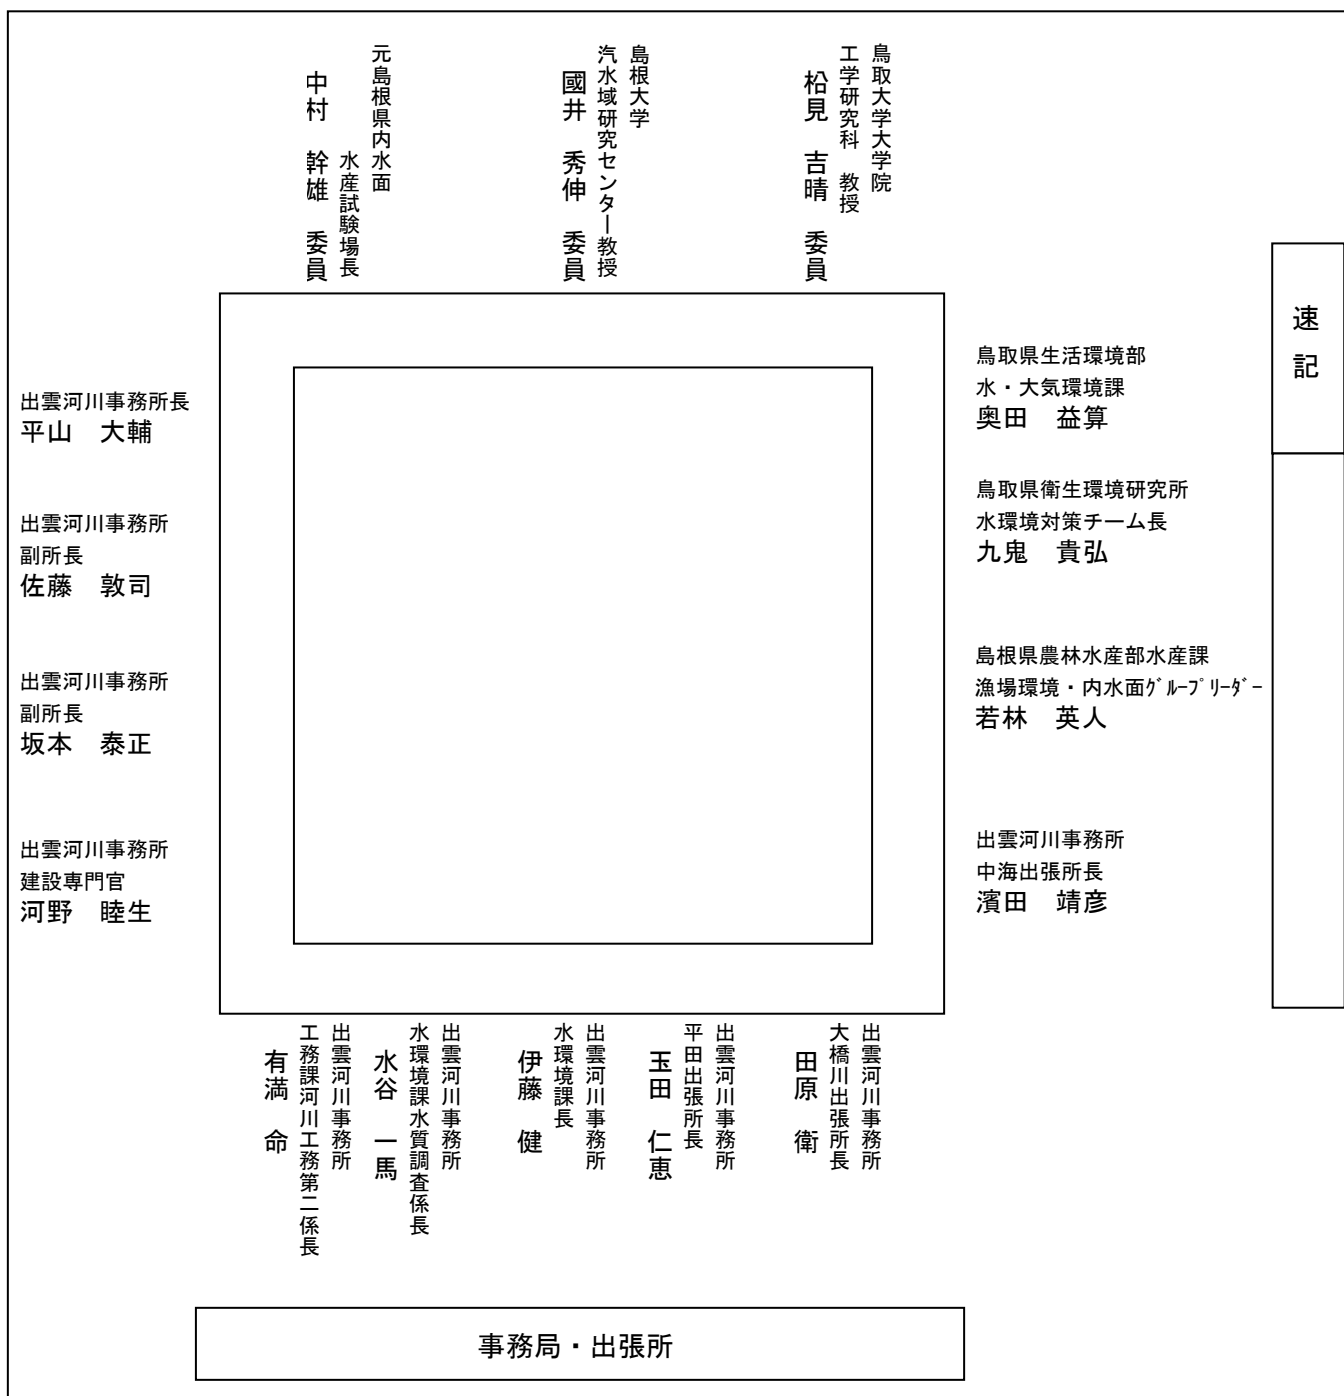 鳥取大学大学院
工学研究科　教授
松見　吉晴　委員
島根大学
汽水域研究センター教授
國井　秀伸　委員
元島根県内水面
水産試験場長
中村　幹雄　委員
速記
出雲河川事務所長
平山　大輔
出雲河川事務所
副所長
佐藤　敦司
出雲河川事務所
副所長
坂本　泰正
出雲河川事務所
建設専門官
河野　睦生
鳥取県生活環境部
水・大気環境課
奥田　益算
鳥取県衛生環境研究所
水環境対策チーム長
九鬼　貴弘
島根県農林水産部水産課
漁場環境・内水面ｸﾞﾙｰﾌﾟﾘｰﾀﾞｰ
若林　英人
出雲河川事務所
中海出張所長
濱田　靖彦
出雲河川事務所
大橋川出張所長
田原　衛
出雲河川事務所
平田出張所長
玉田　仁恵
出雲河川事務所
水環境課長
伊藤　健
出雲河川事務所
水環境課水質調査係長
水谷　一馬
出雲河川事務所
工務課河川工務第二係長
有満　命
事務局・出張所